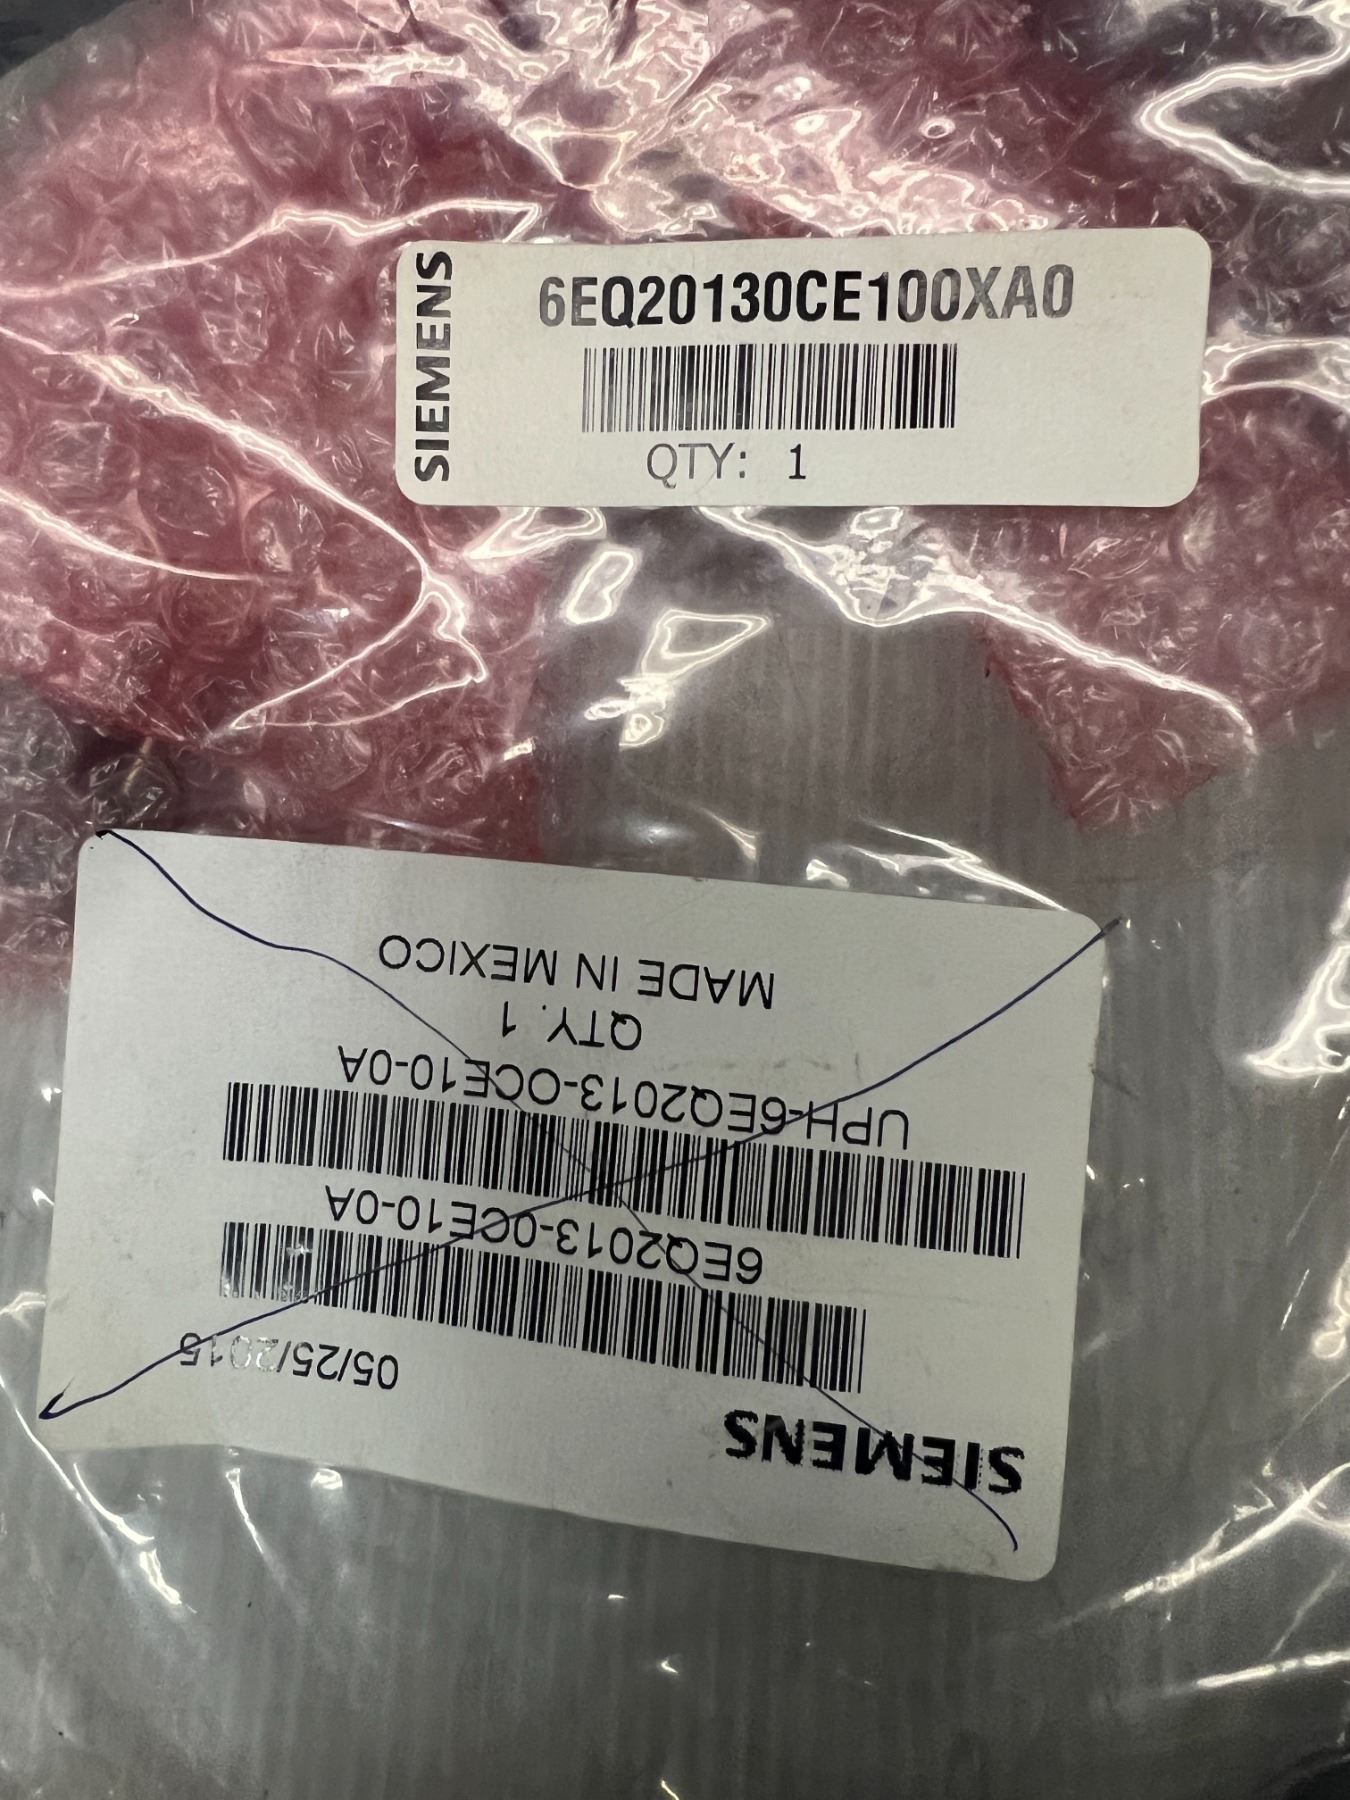 SIEMENS
6EQ20130CE100XA0
QTY: 1
SIEMENS
05/25/2015
6EQ2013-0CE10-0A
UPH-6EQ2013-OCE10-0A
QTY. 1
MADE IN MEXICO